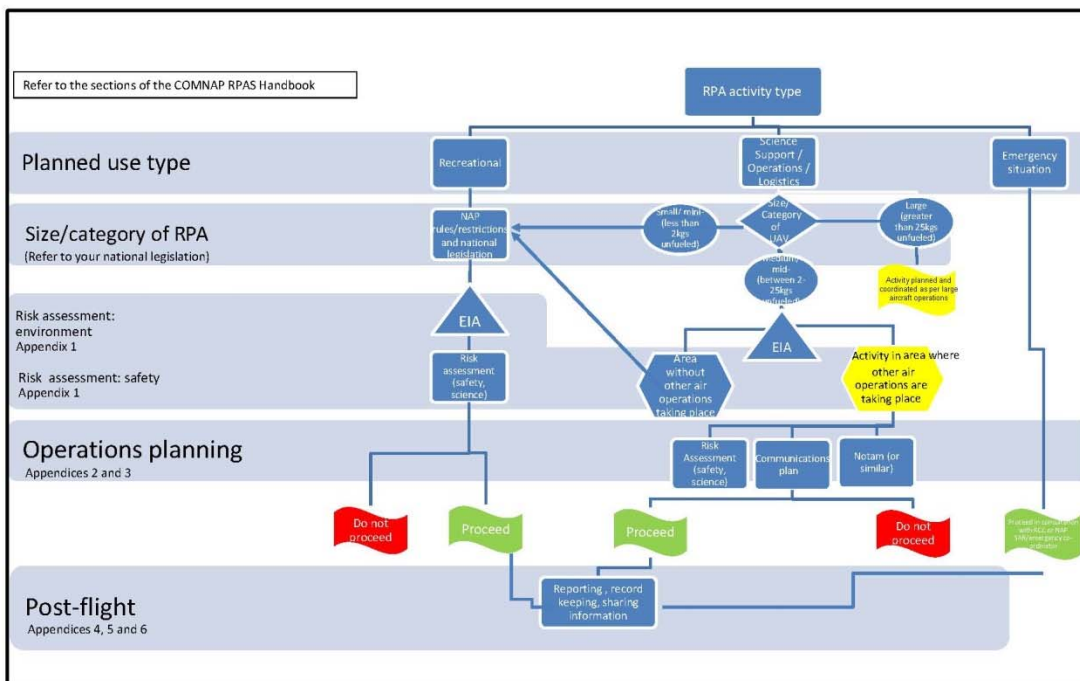 Refer to the sections of the COMNAP RPAS Handbook
RPA activity type
Planned use type
Recreational
Science Support /
Operations /
Logistics
Emergency
situation
Size/category of RPA
(Refer to your national legislation)
NAP
rules/restrictions
and national
legislation
Small/ mini-
(less than
2kgs unfueled)
Size/
Category
of
UAV
Large
(greater
than 25kgs
unfueled)
mid-
(between 2-
25kgs
unfueled)
Activity planned and
coordinated as per large
aircraft operations
Risk assessment:
environment
Appendix 1
Risk assessment: safety
Appendix 1
EIA
EIA
Risk
assessment
(safety,
science)
Area
without
other air
operations
taking place
Activity in area where
other air
operations are
taking place
Operations planning
Appendices 2 and 3
Risk
Assessment
(safety,
science)
Communications
plan
Notam (or
similar)
Do not
proceed
Proceed
Proceed
Do not
proceed
Post-flight
Appendices 4, 5 and 6
Reporting , record
keeping, sharing
information